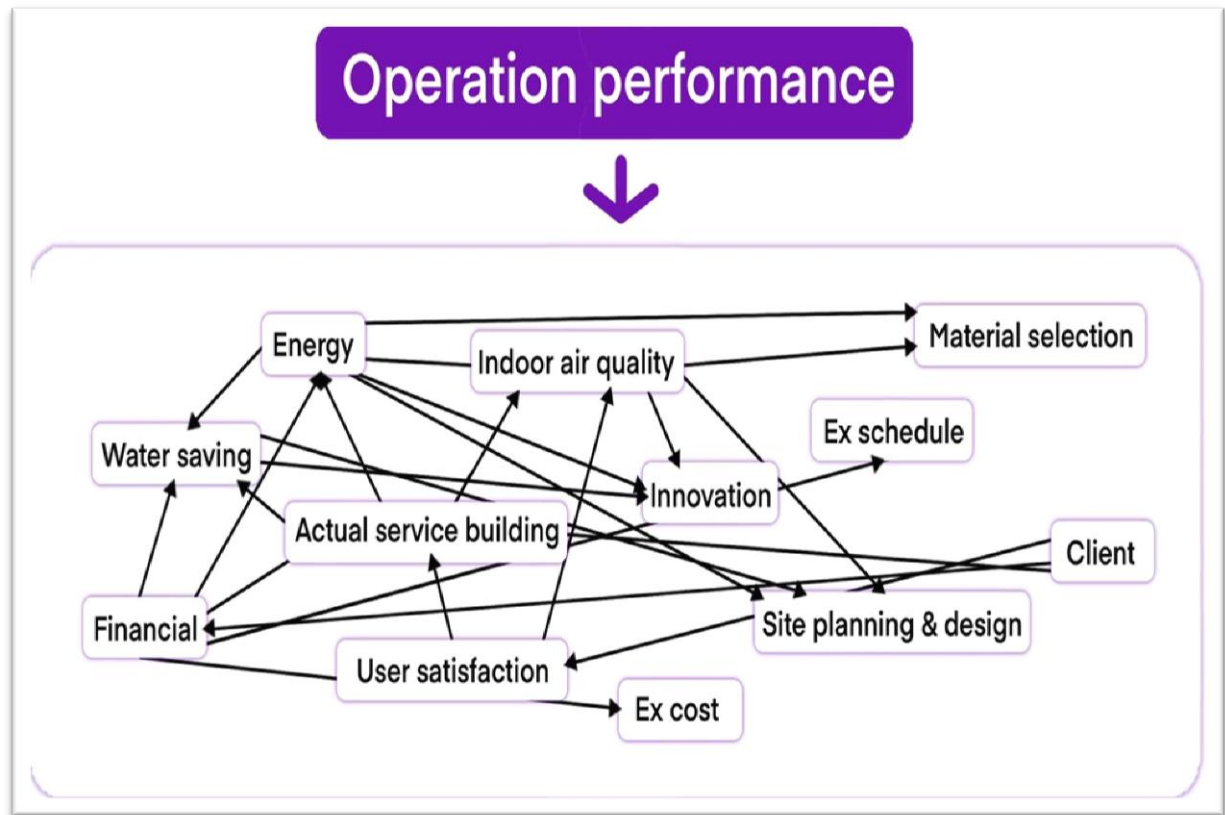 Operation performance
Energy
Indoor air quality
Material selection
Water saving
Ex schedule
Innovation
Actual service building
Client
Financial
Site planning & design
User satisfaction
Ex cost